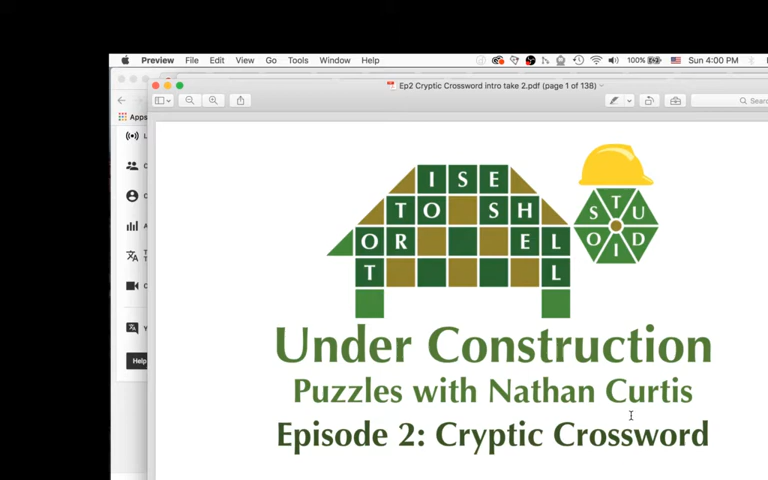 Preview File Edit View Go Tools Window Help 100% Sun 4:00 PM
Ep2 Cryptic Crossword intro take 2.pdf (page 1 of 138)
Apps
Help
I S E
T O S H
O R E L
T L
S T U D I O
Under Construction
Puzzles with Nathan Curtis
Episode 2: Cryptic Crossword